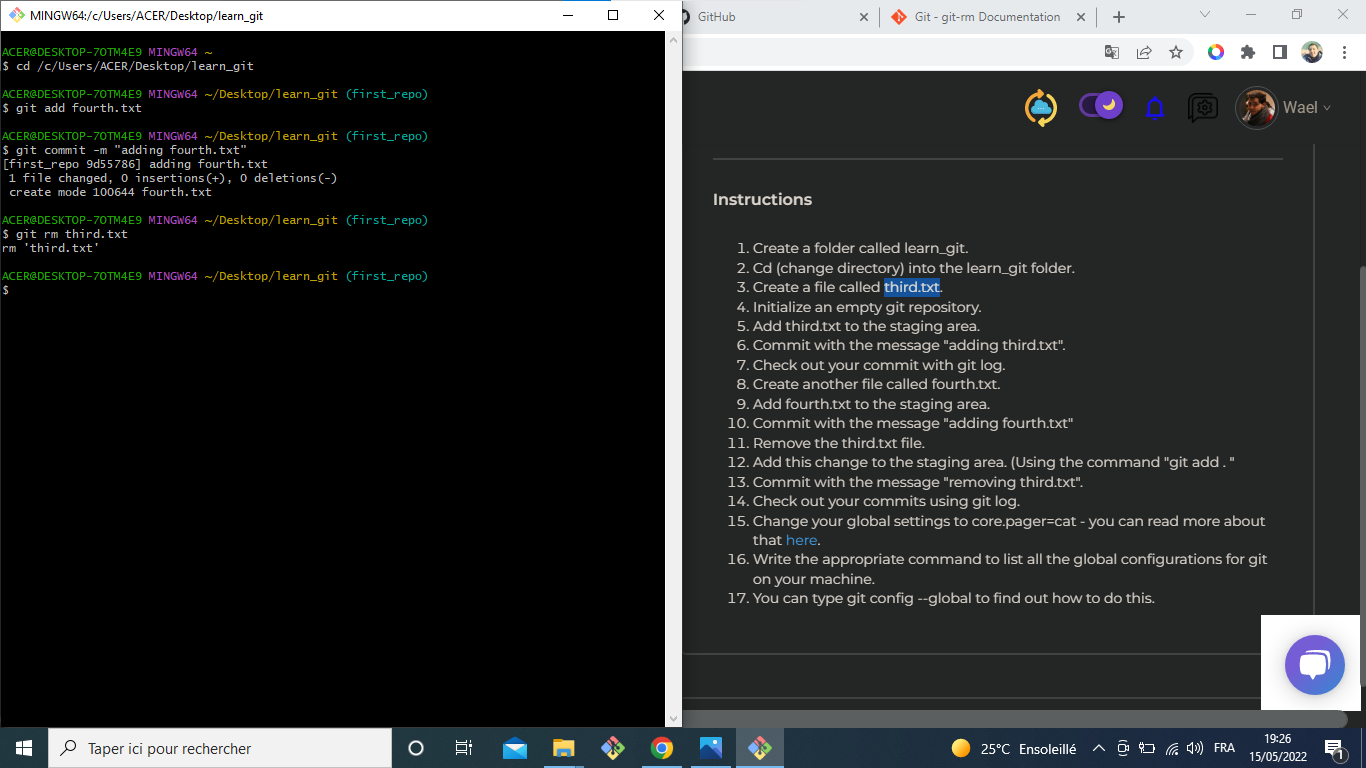 MINGW64:/c/Users/ACER/Desktop/learn_git
ACER@DESKTOP-7OTM4E9 MINGW64 ~
$ cd /c/Users/ACER/Desktop/learn_git
ACER@DESKTOP-7OTM4E9 MINGW64 ~/Desktop/learn_git (first_repo)
$ git add fourth.txt
ACER@DESKTOP-7OTM4E9 MINGW64 ~/Desktop/learn_git (first_repo)
$ git commit -m "adding fourth.txt"
[first_repo 9d55786] adding fourth.txt
1 file changed, 0 insertions(+), 0 deletions(-)
create mode 100644 fourth.txt
ACER@DESKTOP-7OTM4E9 MINGW64 ~/Desktop/learn_git (first_repo)
$ git rm third.txt
rm 'third.txt'
ACER@DESKTOP-7OTM4E9 MINGW64 ~/Desktop/learn_git (first_repo)
$
GitHub
Git - git-rm Documentation
Wael
Instructions
1. Create a folder called learn_git.
2. Cd (change directory) into the learn_git folder.
3. Create a file called third.txt.
4. Initialize an empty git repository.
5. Add third.txt to the staging area.
6. Commit with the message "adding third.txt".
7. Check out your commit with git log.
8. Create another file called fourth.txt.
9. Add fourth.txt to the staging area.
10. Commit with the message "adding fourth.txt"
11. Remove the third.txt file.
12. Add this change to the staging area. (Using the command "git add . "
13. Commit with the message "removing third.txt".
14. Check out your commits using git log.
15. Change your global settings to core.pager=cat - you can read more about
that here.
16. Write the appropriate command to list all the global configurations for git
on your machine.
17. You can type git config --global to find out how to do this.
Taper ici pour rechercher
25°C Ensoleillé
FRA
19:26
15/05/2022
1